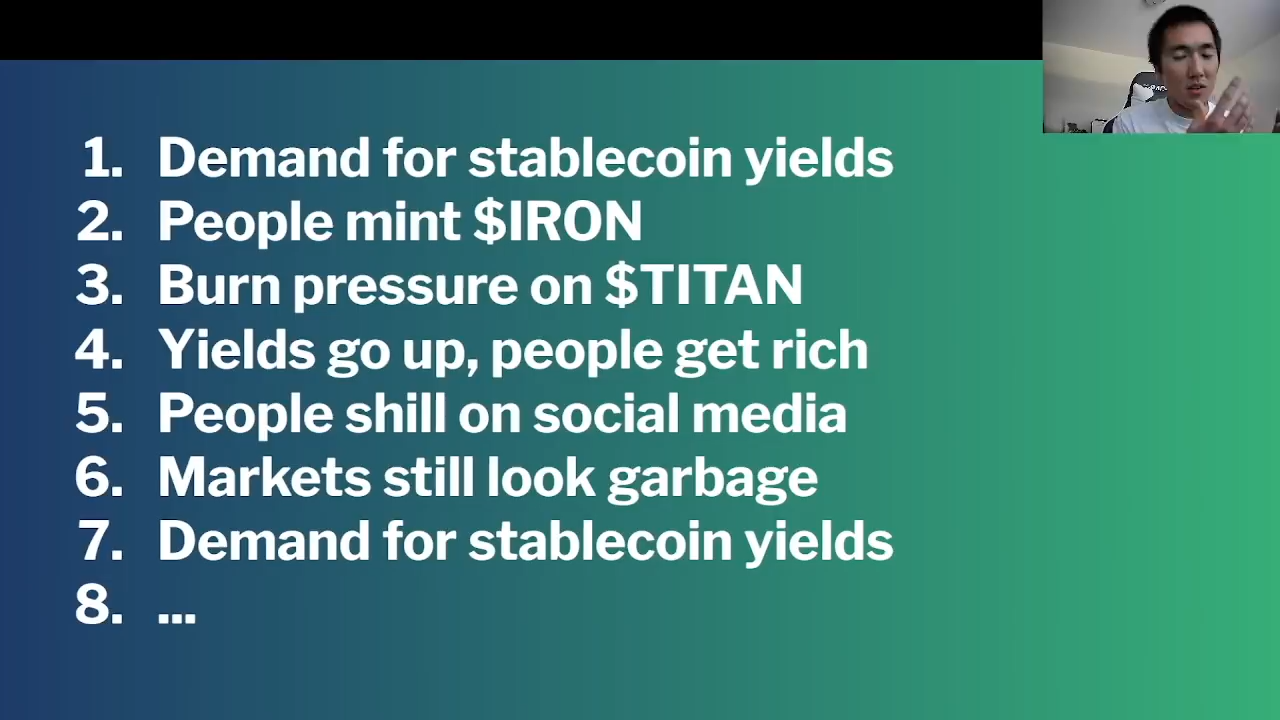 1. Demand for stablecoin yields
2. People mint $IRON
3. Burn pressure on $TITAN
4. Yields go up, people get rich
5. People shill on social media
6. Markets still look garbage
7. Demand for stablecoin yields
8. ...